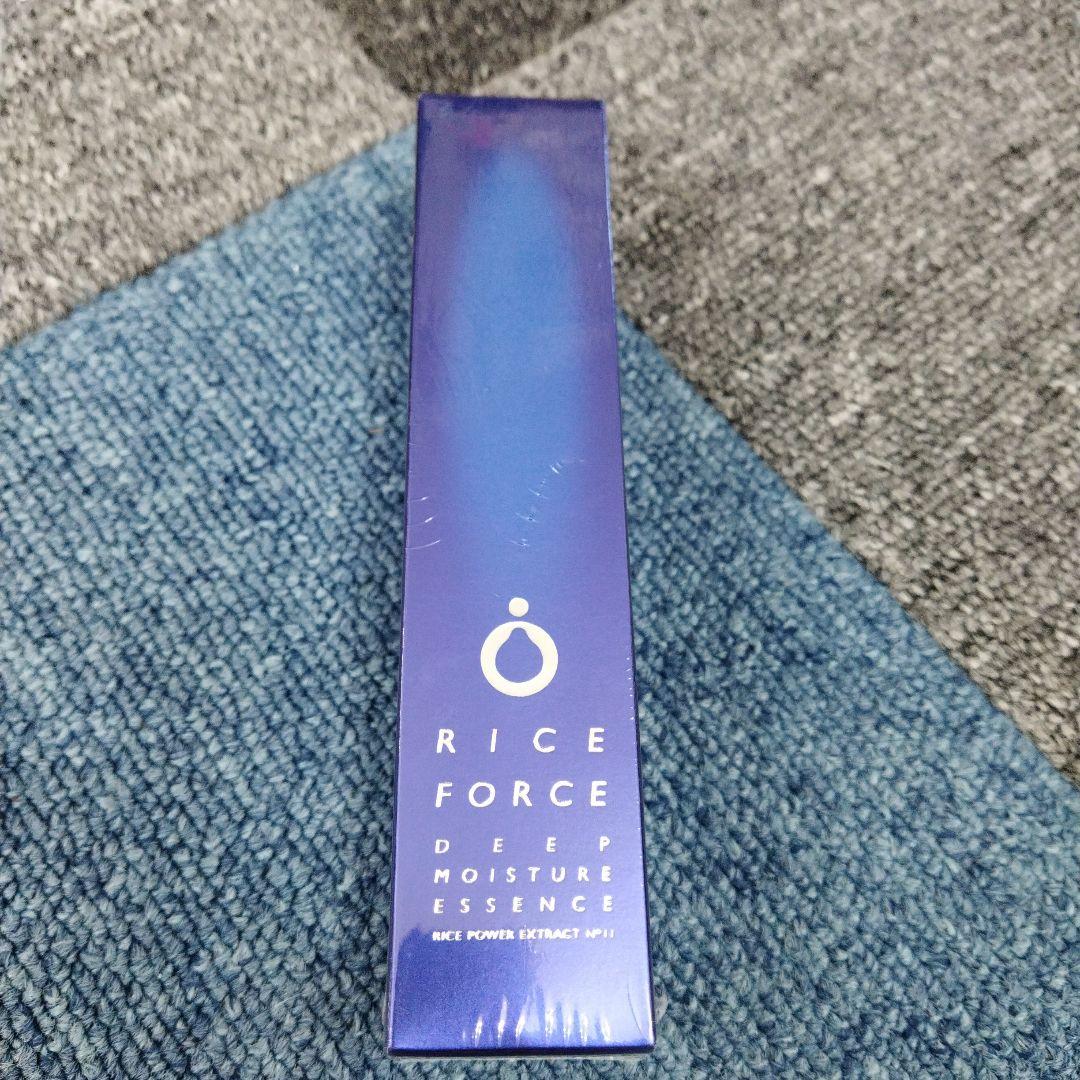 RICE
FORCE
DEEP
MOISTURE
ESSENCE
RICE POWER EXTRACT Nº11